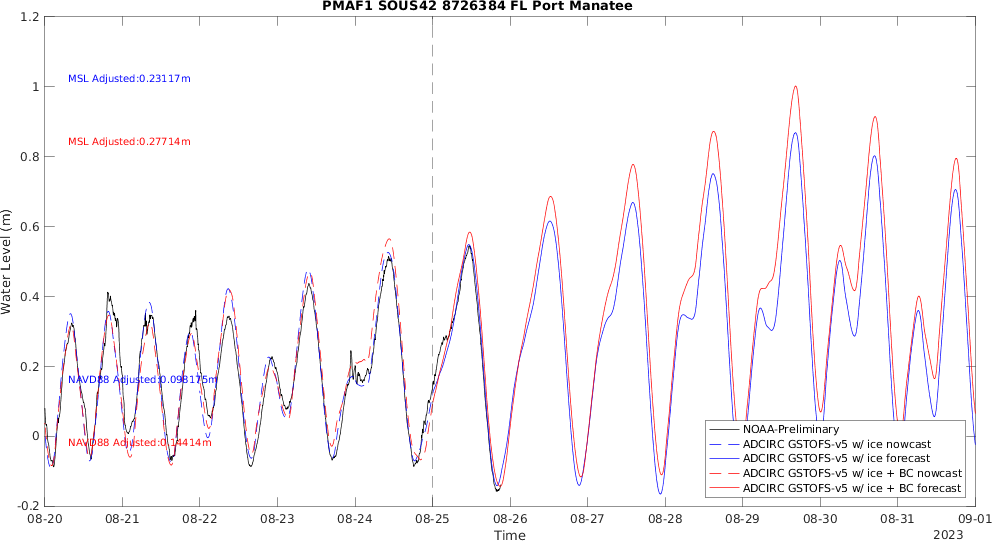 PMAF1 SOUS42 8726384 FL Port Manatee
1.2
1
0.8
0.6
0.4
0.2
0
-0.2
Water Level (m)
MSL Adjusted:0.23117m
MSL Adjusted:0.27714m
NAVD88 Adjusted:0.098175m
NAVD88 Adjusted:0.14414m
NOAA-Preliminary
ADCIRC GSTOFS-v5 w/ ice nowcast
ADCIRC GSTOFS-v5 w/ ice forecast
ADCIRC GSTOFS-v5 w/ ice + BC nowcast
ADCIRC GSTOFS-v5 w/ ice + BC forecast
08-20 08-21 08-22 08-23 08-24 08-25 08-26 08-27 08-28 08-29 08-30 08-31 09-01
Time
2023